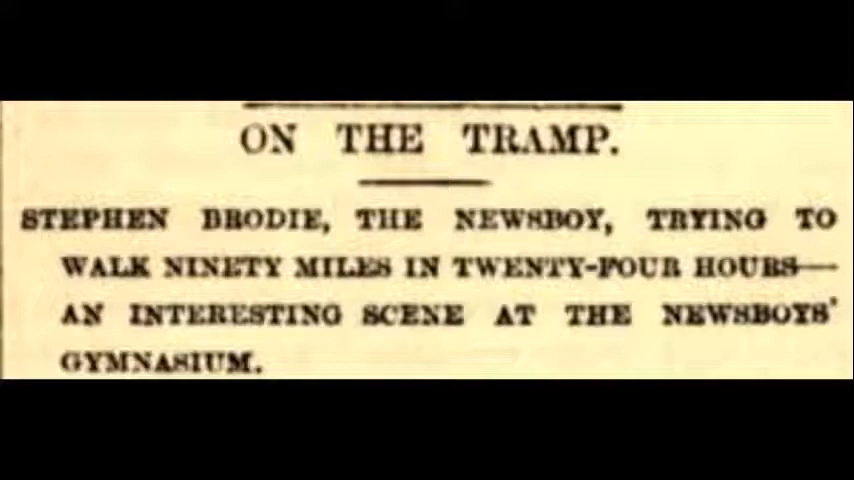 ON THE TRAMP.
STEPHEN BRODIE, THE NEWSBOY, TRYING TO
WALK NINETY MILES IN TWENTY-FOUR HOURS—
AN INTERESTING SCENE AT THE NEWSBOYS'
GYMNASIUM.